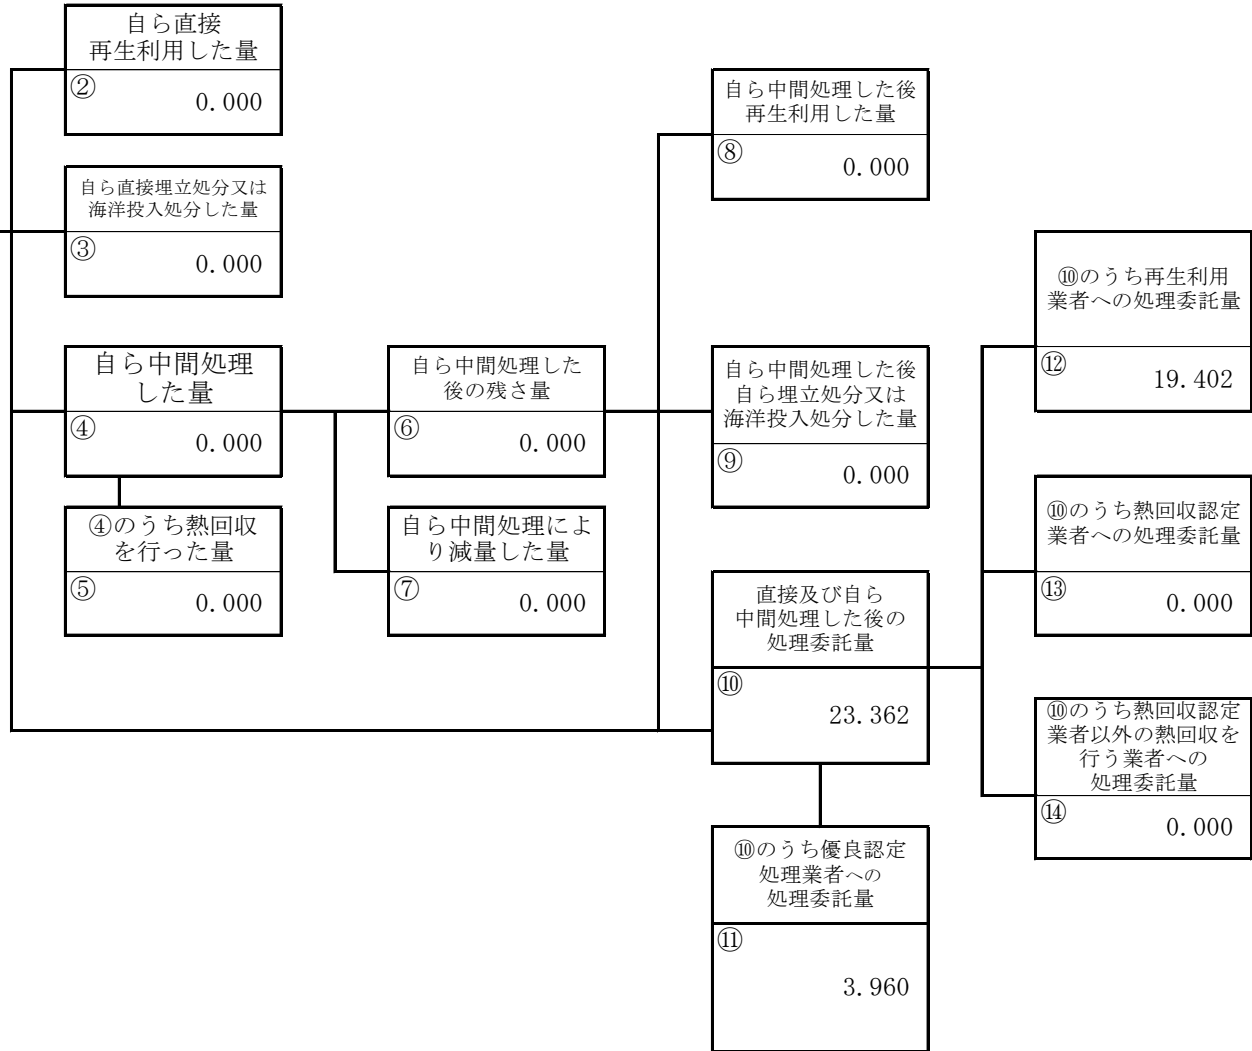 自ら直接
再生利用した量
②
0.000
自ら直接埋立処分又は
海洋投入処分した量
③
0.000
自ら中間処理
した量
④
0.000
④のうち熱回収
を行った量
⑤
0.000
自ら中間処理した
後の残さ量
⑥
0.000
自ら中間処理によ
り減量した量
⑦
0.000
自ら中間処理した後
再生利用した量
⑧
0.000
自ら中間処理した後
自ら埋立処分又は
海洋投入処分した量
⑨
0.000
直接及び自ら
中間処理した後の
処理委託量
⑩
23.362
⑩のうち優良認定
処理業者への
処理委託量
⑪
3.960
⑩のうち再生利用
業者への処理委託量
⑫
19.402
⑩のうち熱回収認定
業者への処理委託量
⑬
0.000
⑩のうち熱回収認定
業者以外の熱回収を
行う業者への
処理委託量
⑭
0.000